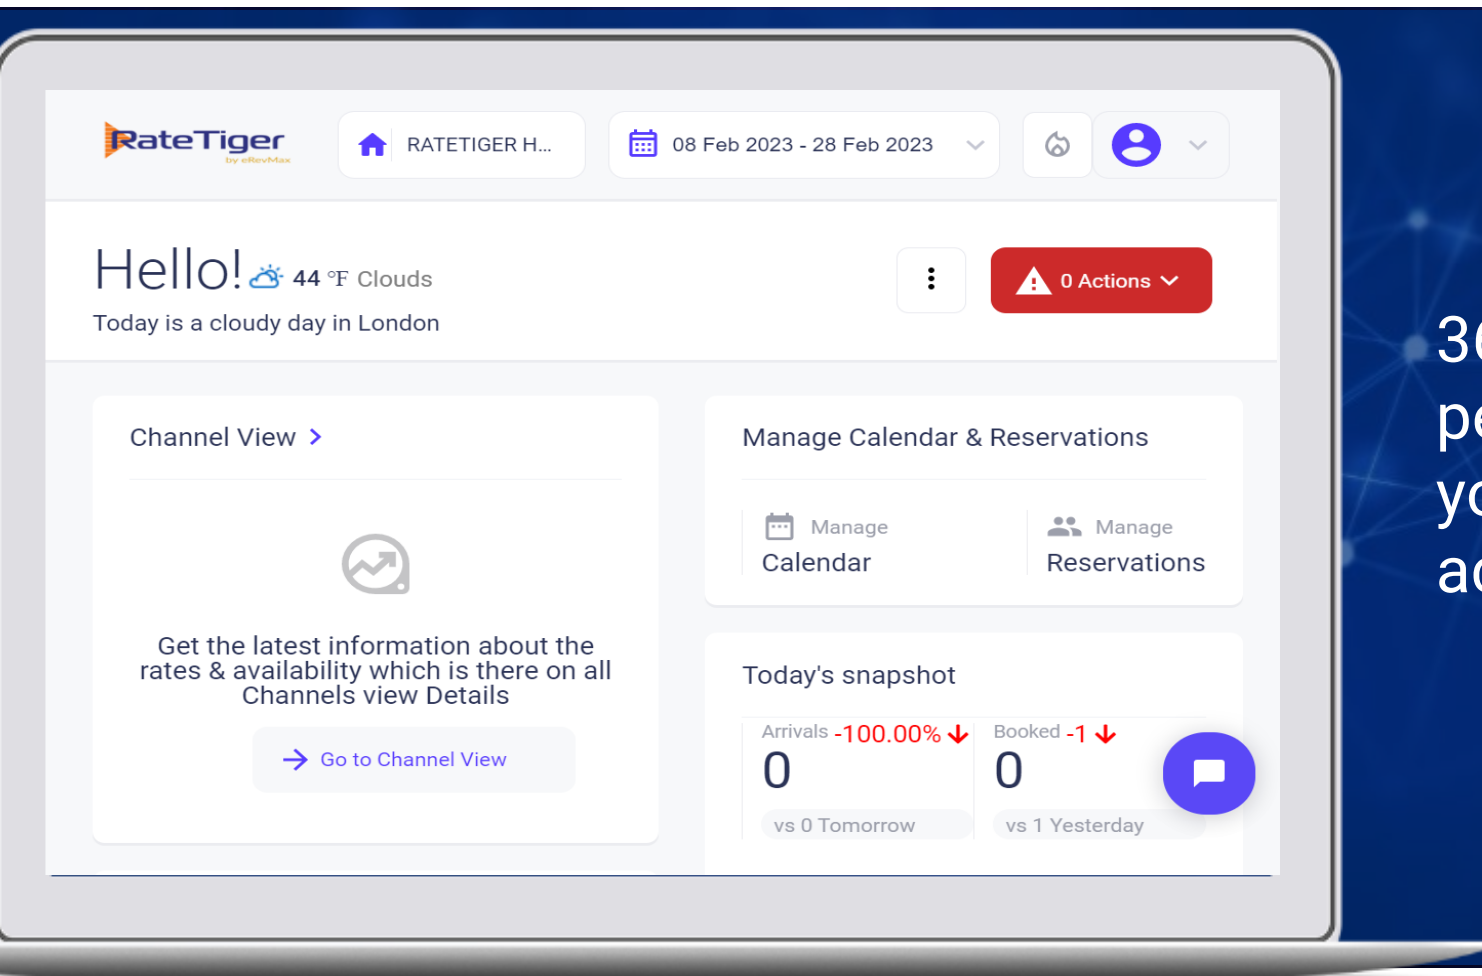 RateTiger
by eRevMax
RATETIGER H...
08 Feb 2023 - 28 Feb 2023
Hello! 44 °F Clouds
Today is a cloudy day in London
0 Actions
Channel View
Get the latest information about the
rates & availability which is there on all
Channels view Details
Go to Channel View
Manage Calendar & Reservations
Manage
Calendar
Manage
Reservations
Today's snapshot
Arrivals -100.00%
0
vs 0 Tomorrow
Booked -1
0
vs 1 Yesterday